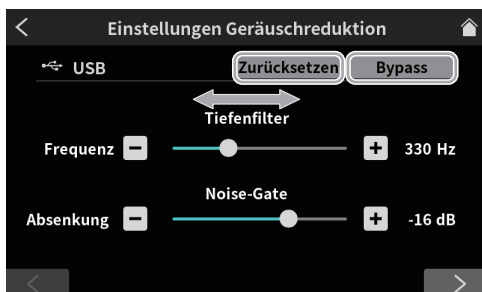 Einstellungen Geräuschreduktion
USB Zurücksetzen Bypass
Tiefenfilter
Frequenz 330 Hz
Noise-Gate
Absenkung -16 dB